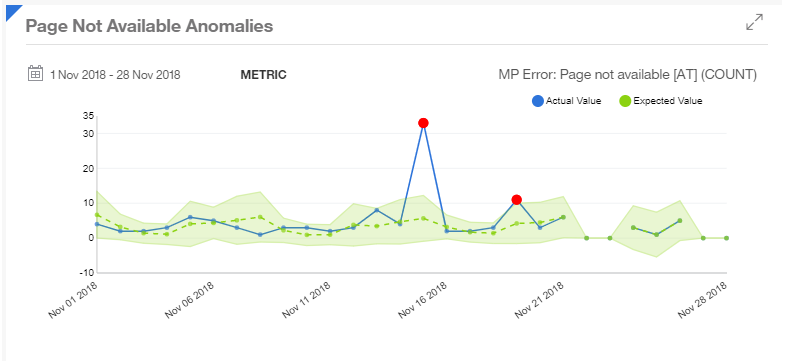 Page Not Available Anomalies
1 Nov 2018 - 28 Nov 2018 METRIC MP Error: Page not available [AT] (COUNT)
Actual Value Expected Value
35
30
20
10
0
-10
Nov 01 2018 Nov 06 2018 Nov 11 2018 Nov 16 2018 Nov 21 2018 Nov 28 2018